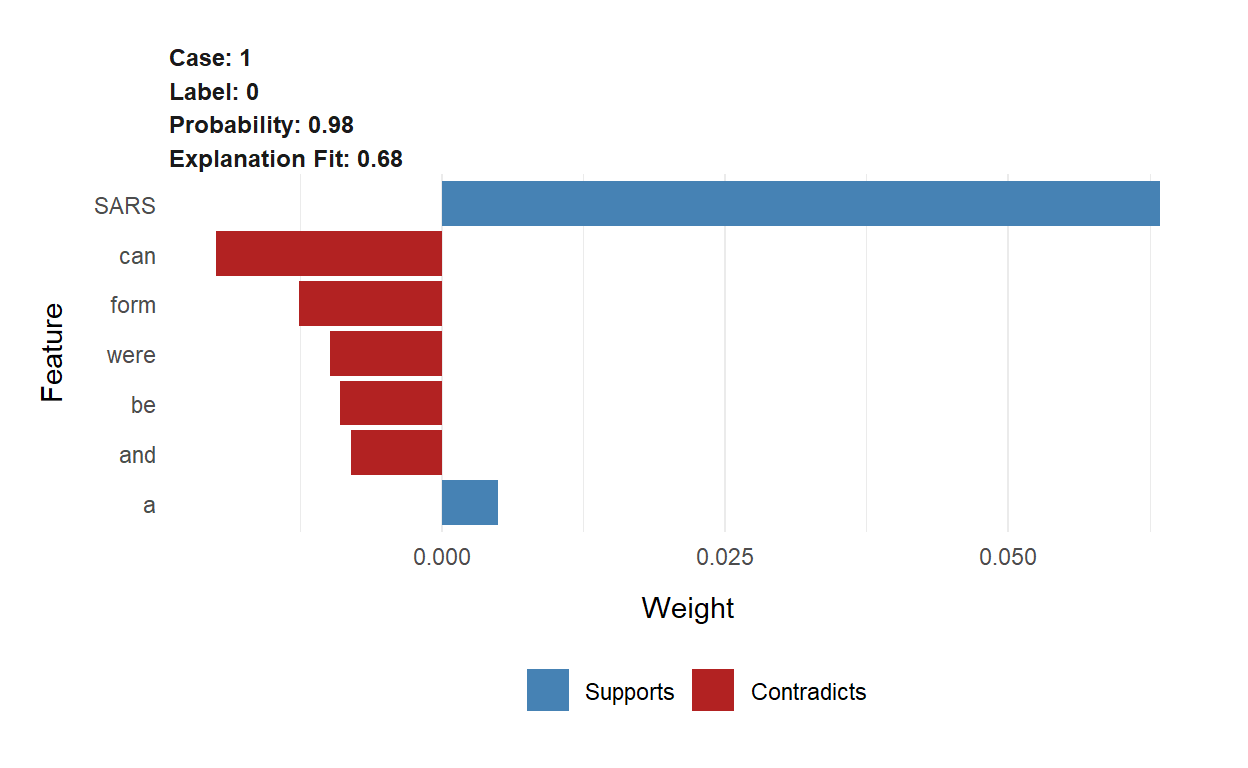 Case: 1
Label: 0
Probability: 0.98
Explanation Fit: 0.68
SARS
can
form
were
be
and
a
Feature
0.000 0.025 0.050
Weight
Supports Contradicts